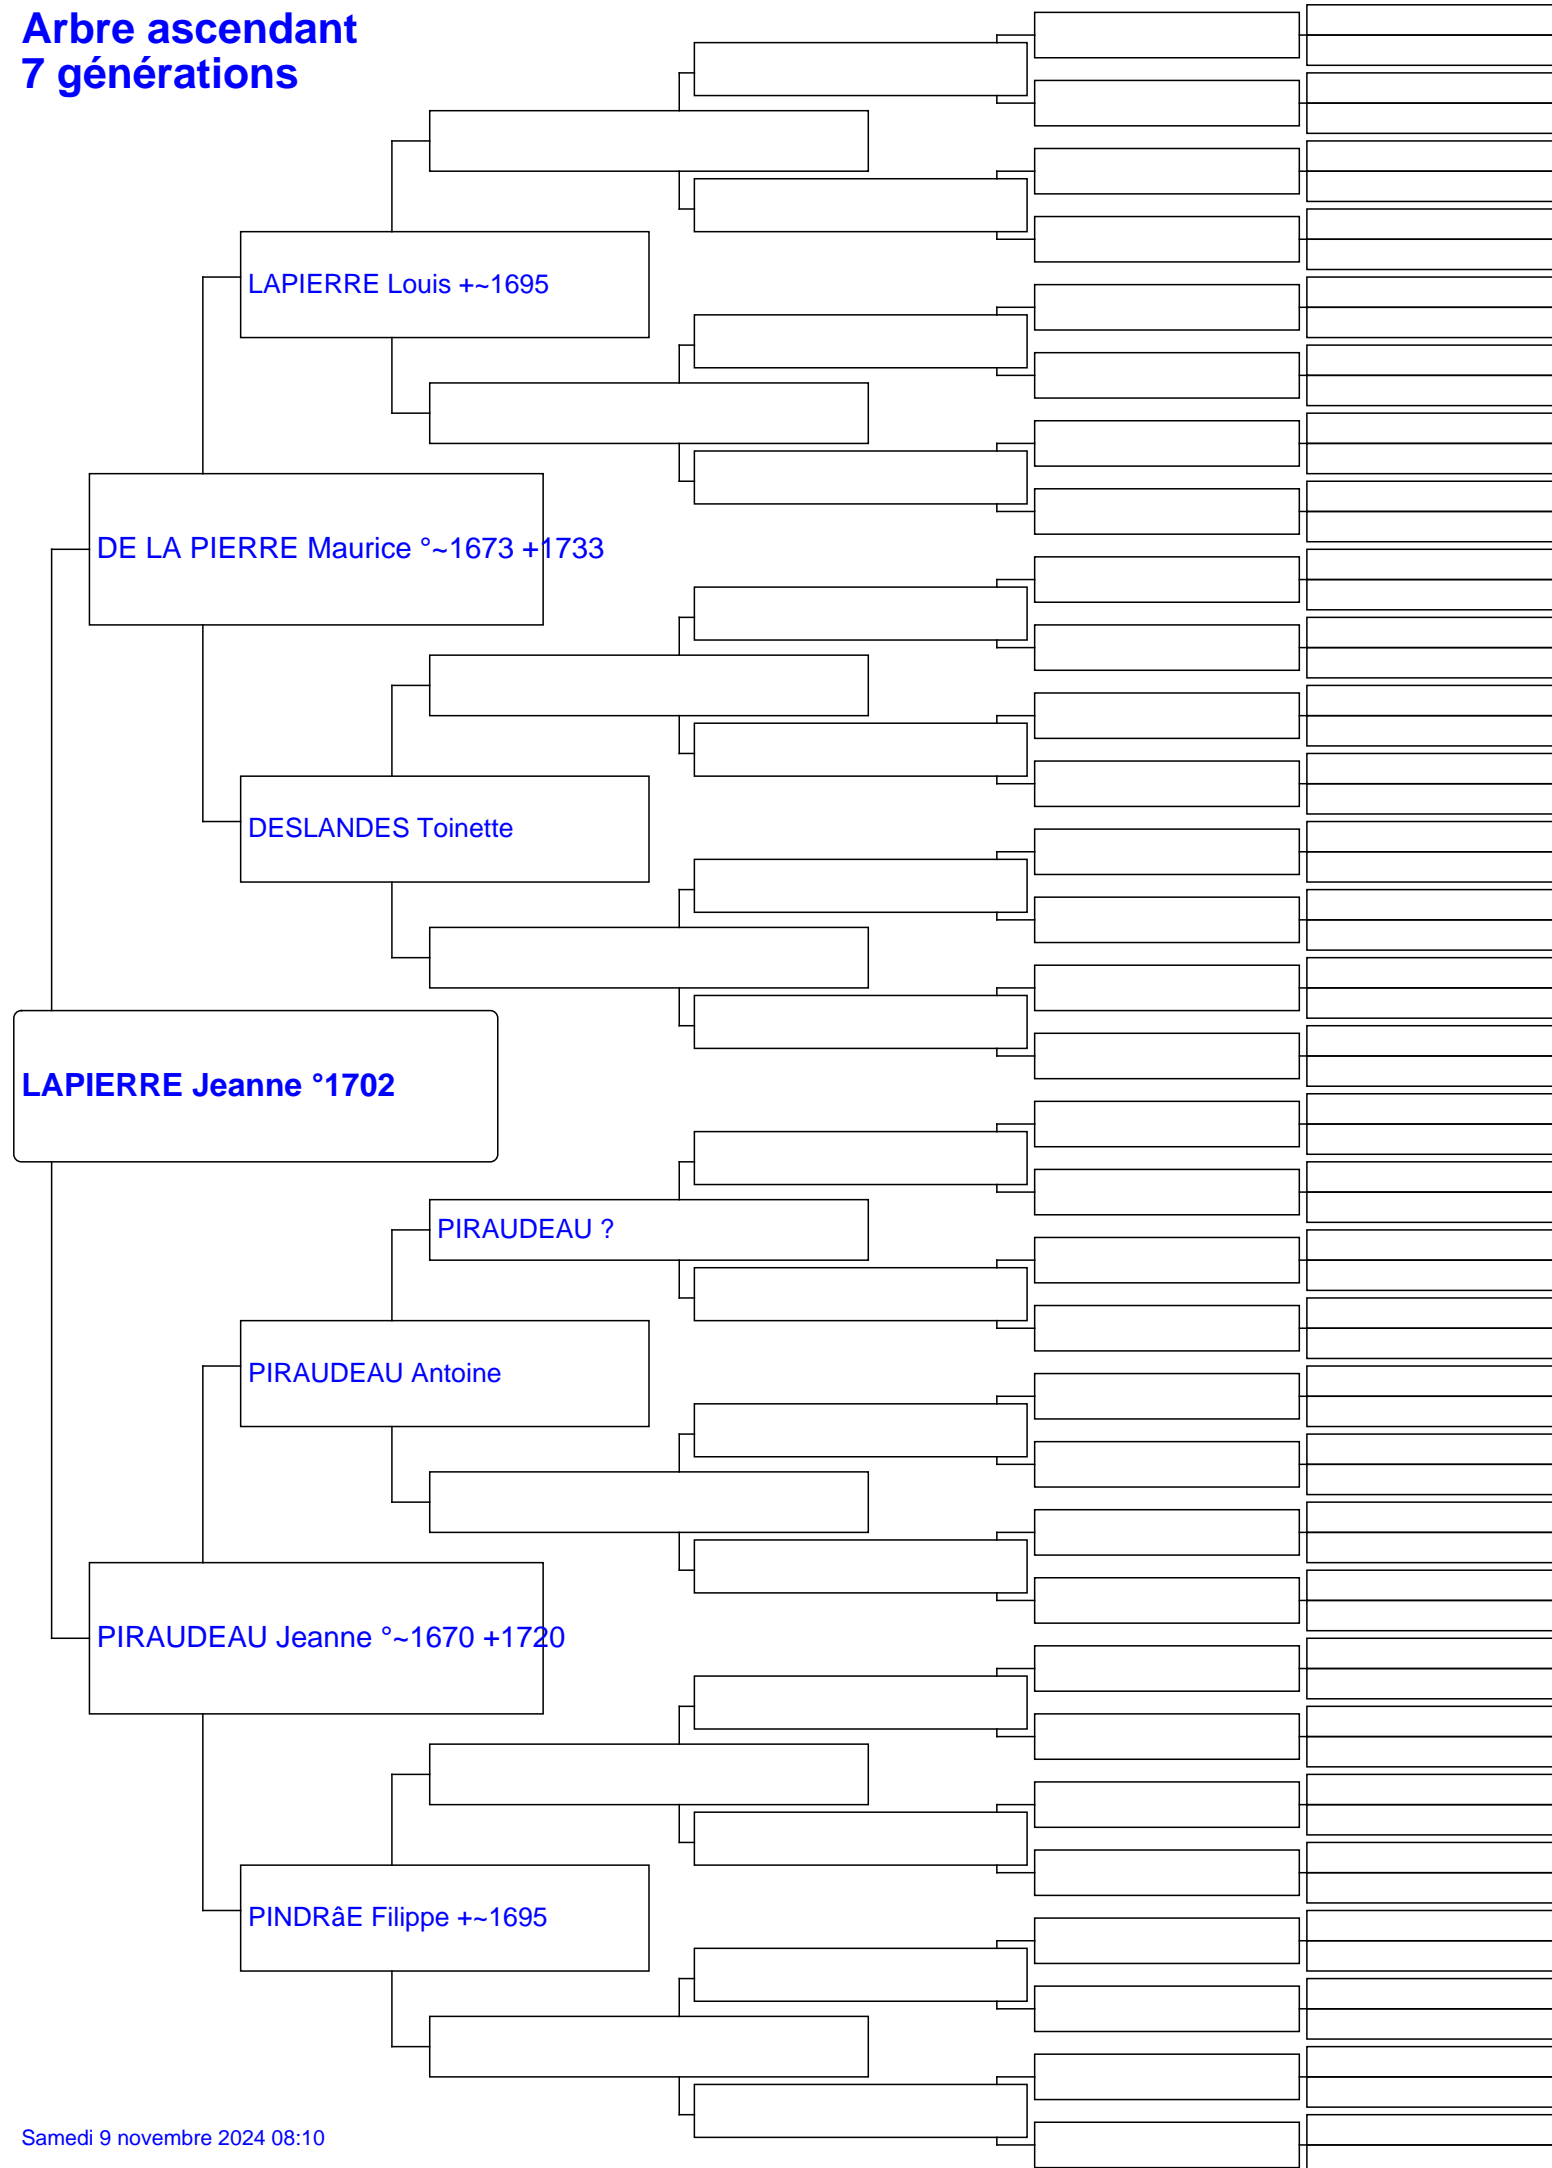 Arbre ascendant
7 générations
LAPIERRE Louis +~1695
DE LA PIERRE Maurice °~1673 +1733
DESLANDES Toinette
LAPIERRE Jeanne °1702
PIRAUDEAU ?
PIRAUDEAU Antoine
PIRAUDEAU Jeanne °~1670 +1720
PINDRâE Filippe +~1695
Samedi 9 novembre 2024 08:10